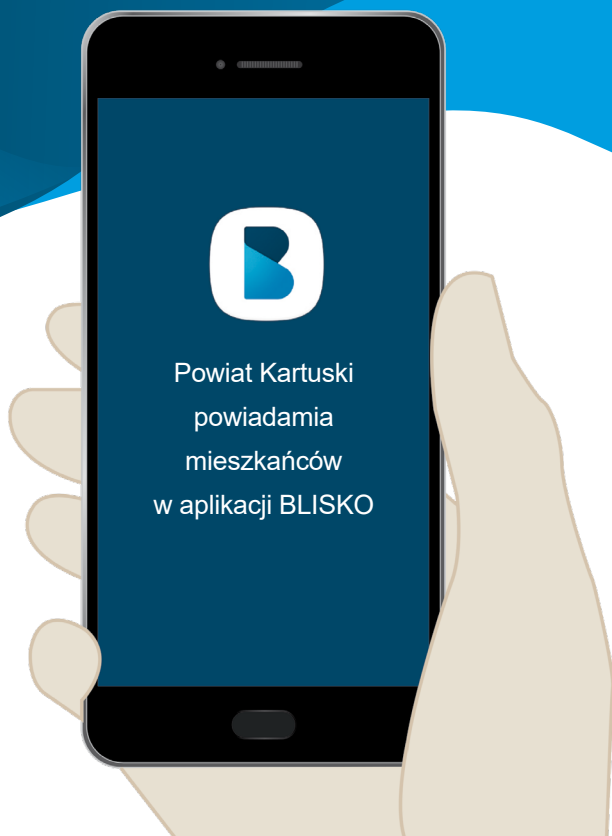 B
Powiat Kartuski
powiadamia
mieszkańców
w aplikacji BLISKO